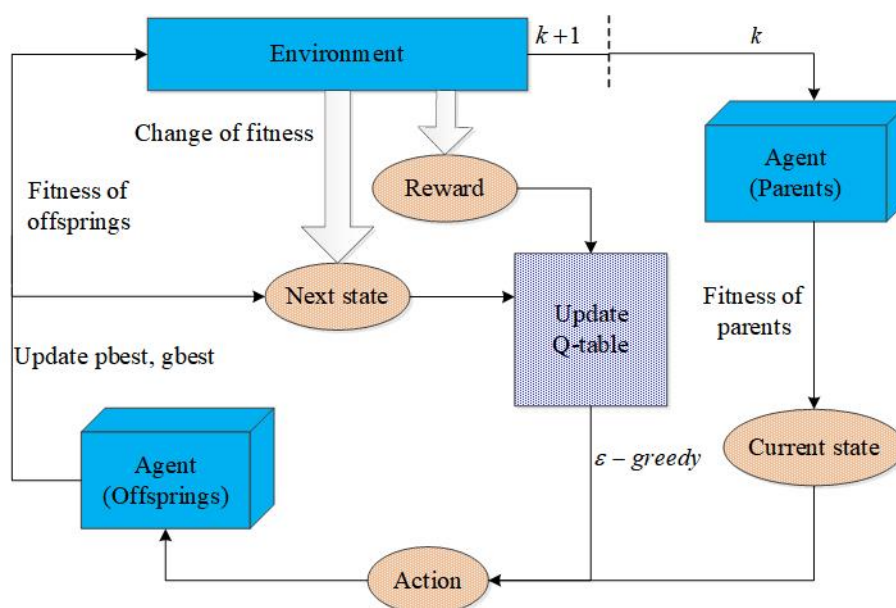 Environment
k+1
k
Change of fitness
Agent
(Parents)
Reward
Fitness of
offsprings
Next state
Update
Q-table
Fitness of
parents
Update pbest, gbest
Current state
ε – greedy
Agent
(Offsprings)
Action